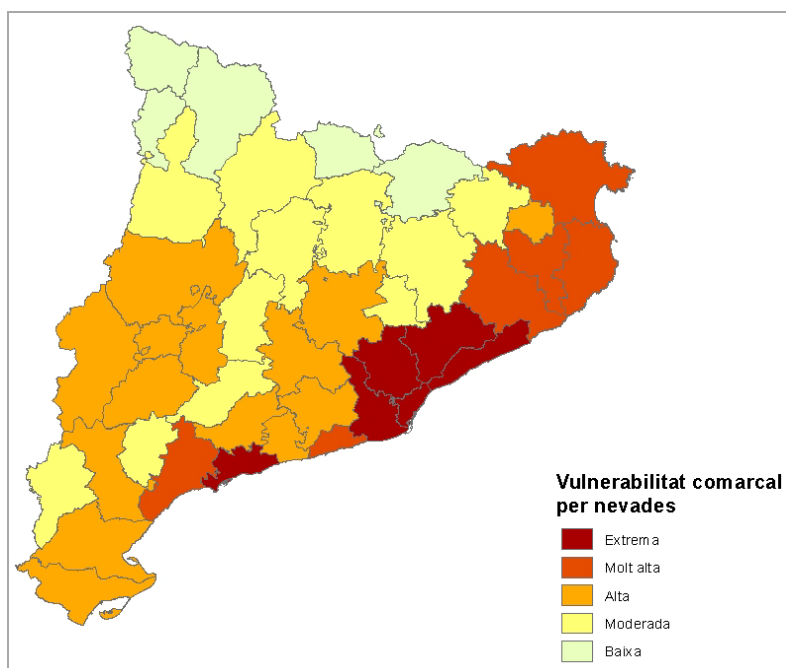 Vulnerabilitat comarcal
per nevades
Extrema
Molt alta
Alta
Moderada
Baixa